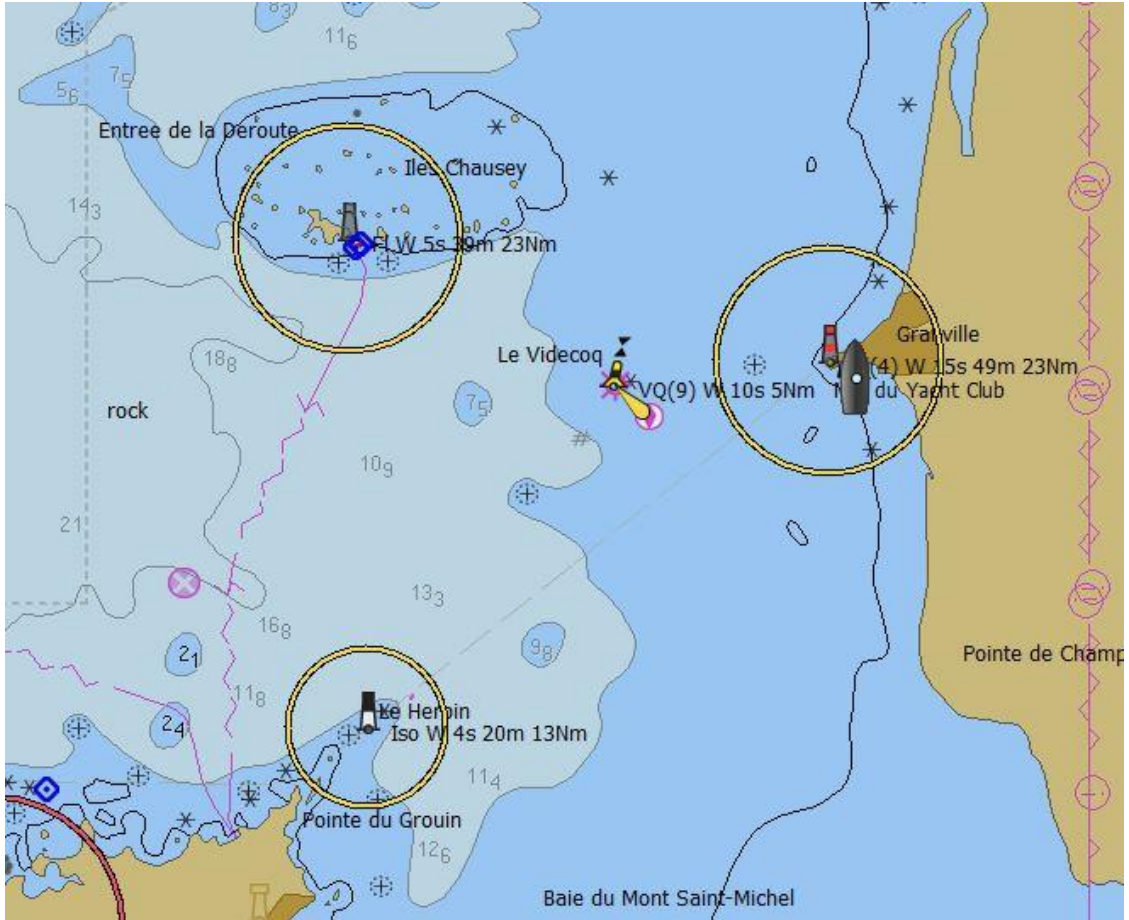 8₃
11₆
7₅
5₆
Entree de la Deroute
Iles Chausey
14₃
Fl W 5s 39m 23Nm
Granville
18₈
Le Videcoq
(4) W 15s 49m 23Nm
VQ(9) W 10s 5Nm
du Yacht Club
7₅
rock
10₉
21
13₃
16₈
9₈
2₁
Pointe de Champ
11₈
Le Herpin
2₄
Iso W 4s 20m 13Nm
11₄
Pointe du Grouin
12₆
Baie du Mont Saint-Michel